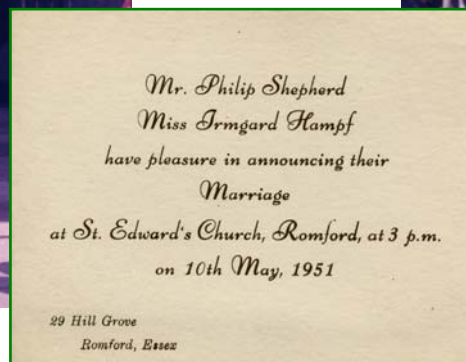 Mr. Philip Shepherd
Miss Irmgard Hampf
have pleasure in announcing their
Marriage
at St. Edward's Church, Romford, at 3 p.m.
on 10th May, 1951
29 Hill Grove
Romford, Essex